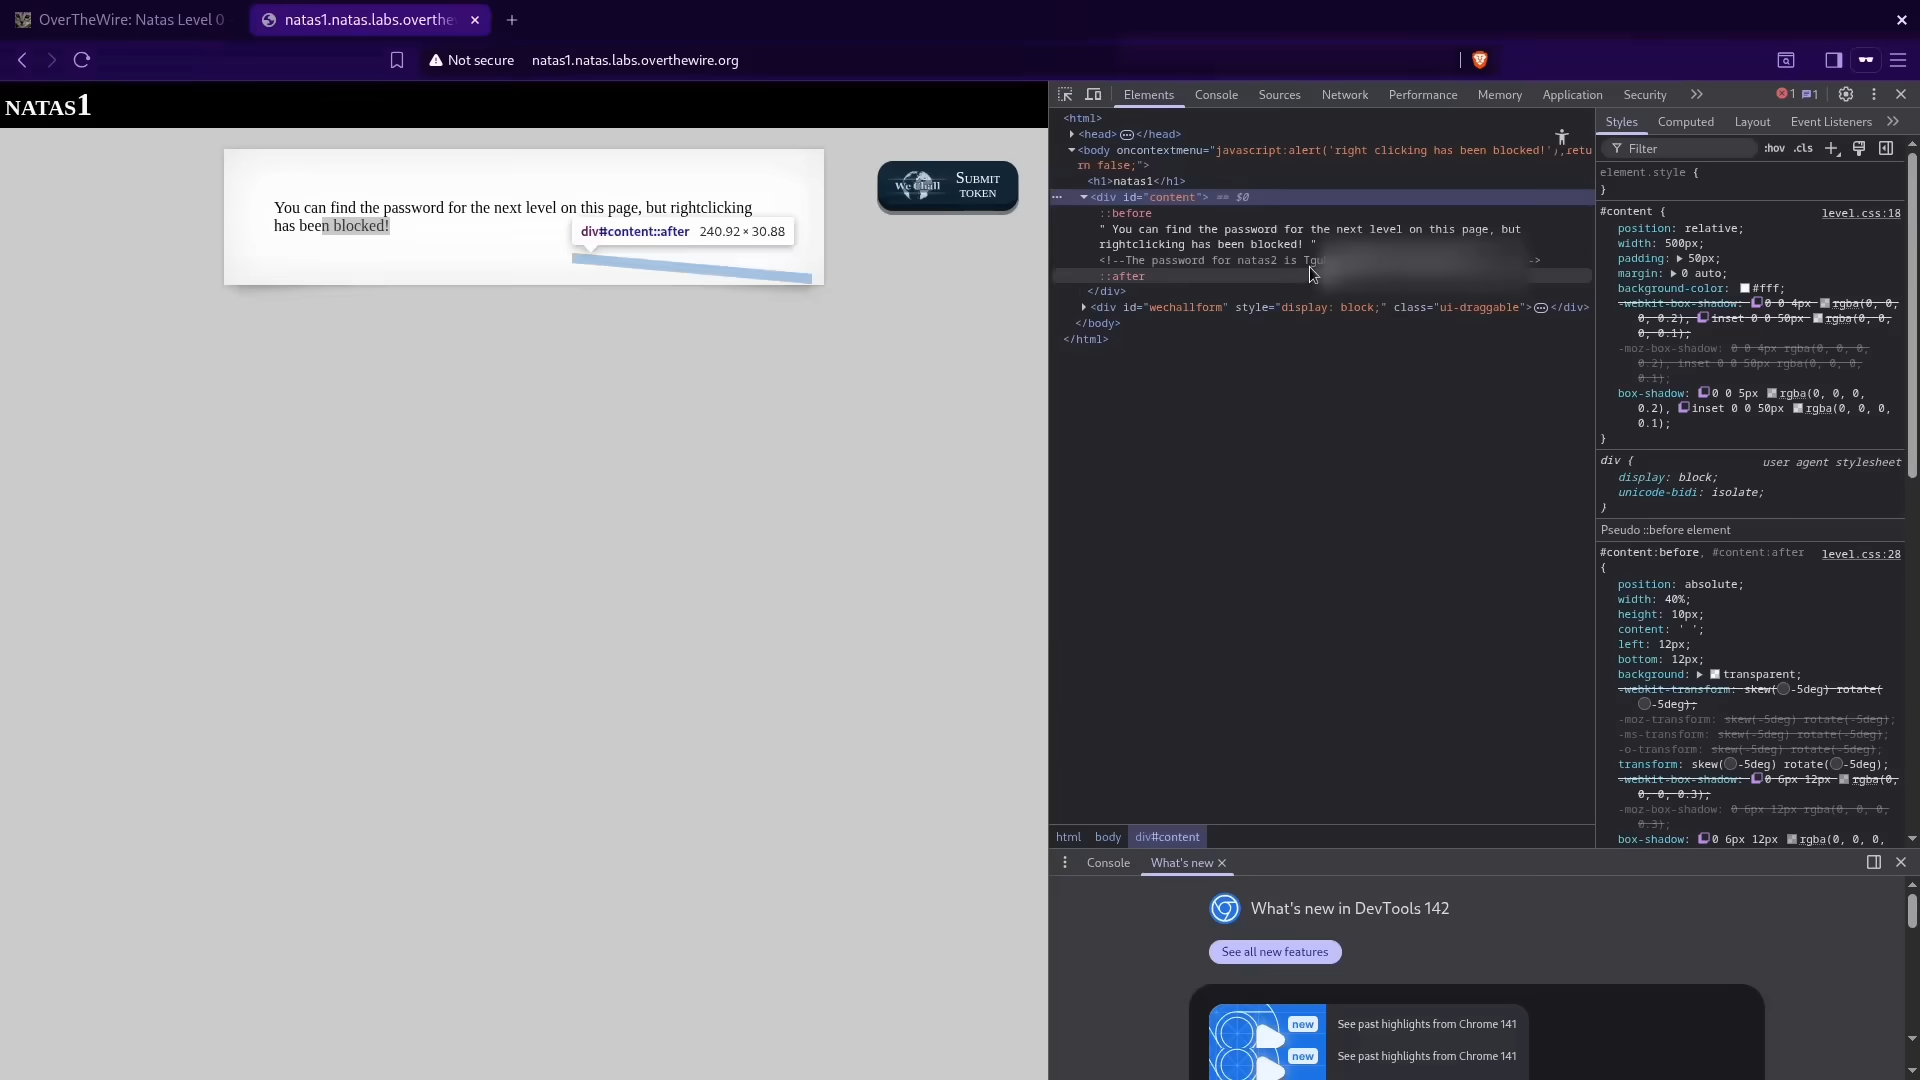 OverTheWire: Natas Level 0
natas1.natas.labs.overthe
Not secure
natas1.natas.labs.overthewire.org
NATAS1
You can find the password for the next level on this page, but rightclicking
has been blocked!
div#content::after 240.92 × 30.88
WeChall
SUBMIT
TOKEN
Elements Console Sources Network Performance Memory Application Security
1 1
<html>
<head> </head>
<body oncontextmenu="javascript:alert('right clicking has been blocked!');retu
rn false;">
<h1>natas1</h1>
<div id="content"> == $0
::before
" You can find the password for the next level on this page, but
rightclicking has been blocked! "
<!--The password for natas2 is -->
::after
</div>
<div id="wechallform" style="display: block;" class="ui-draggable"> </div>
</body>
</html>
html body div#content
Styles Computed Layout Event Listeners
Filter :hov .cls
element.style {
}
#content { level.css:18
position: relative;
width: 500px;
padding: 50px;
margin: 0 auto;
background-color: #fff;
-webkit-box-shadow: 0 0 4px rgba(0, 0,
0, 0.2), inset 0 0 50px rgba(0, 0,
0, 0.1);
-moz-box-shadow: 0 0 4px rgba(0, 0, 0,
0.2), inset 0 0 50px rgba(0, 0, 0,
0.1);
box-shadow: 0 0 5px rgba(0, 0, 0,
0.2), inset 0 0 50px rgba(0, 0, 0,
0.1);
}
div { user agent stylesheet
display: block;
unicode-bidi: isolate;
}
Pseudo ::before element
#content:before, #content:after level.css:28
{
position: absolute;
width: 40%;
height: 10px;
content: ' ';
left: 12px;
bottom: 12px;
background: transparent;
-webkit-transform: skew(-5deg) rotate(
-5deg);
-moz-transform: skew(-5deg) rotate(-5deg);
-ms-transform: skew(-5deg) rotate(-5deg);
-o-transform: skew(-5deg) rotate(-5deg);
transform: skew(-5deg) rotate(-5deg);
-webkit-box-shadow: 0 6px 12px rgba(0,
0, 0, 0.3);
-moz-box-shadow: 0 6px 12px rgba(0, 0, 0,
0.3);
box-shadow: 0 6px 12px rgba(0, 0, 0,
Console What's new
What's new in DevTools 142
See all new features
new See past highlights from Chrome 141
new See past highlights from Chrome 141